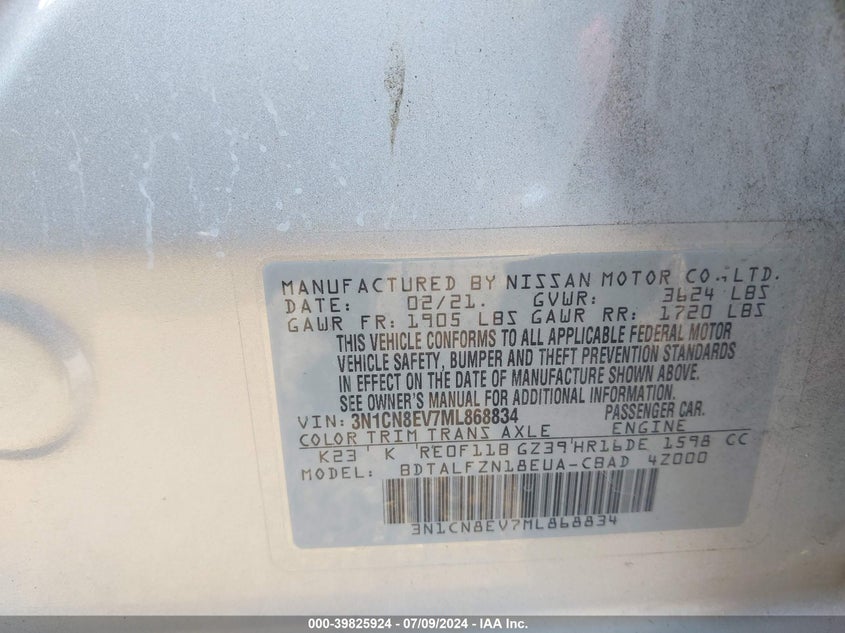 MANUFACTURED BY NISSAN MOTOR CO., LTD.
DATE: 02/21. GVWR: 3624 LBS
GAWR FR: 1905 LBS GAWR RR: 1720 LBS
THIS VEHICLE CONFORMS TO ALL APPLICABLE FEDERAL MOTOR
VEHICLE SAFETY, BUMPER AND THEFT PREVENTION STANDARDS
IN EFFECT ON THE DATE OF MANUFACTURE SHOWN ABOVE.
SEE OWNER'S MANUAL FOR ADDITIONAL INFORMATION.
VIN: 3N1CN8EV7ML868834 PASSENGER CAR.
COLOR TRIM TRANS AXLE ENGINE
K23 K RE0F11B GZ39 HR16DE 1598 CC
MODEL: BDTALFZN18EUA-CBAD 4Z000
3N1CN8EV7ML868834
000-39825924 - 07/09/2024 - IAA Inc.